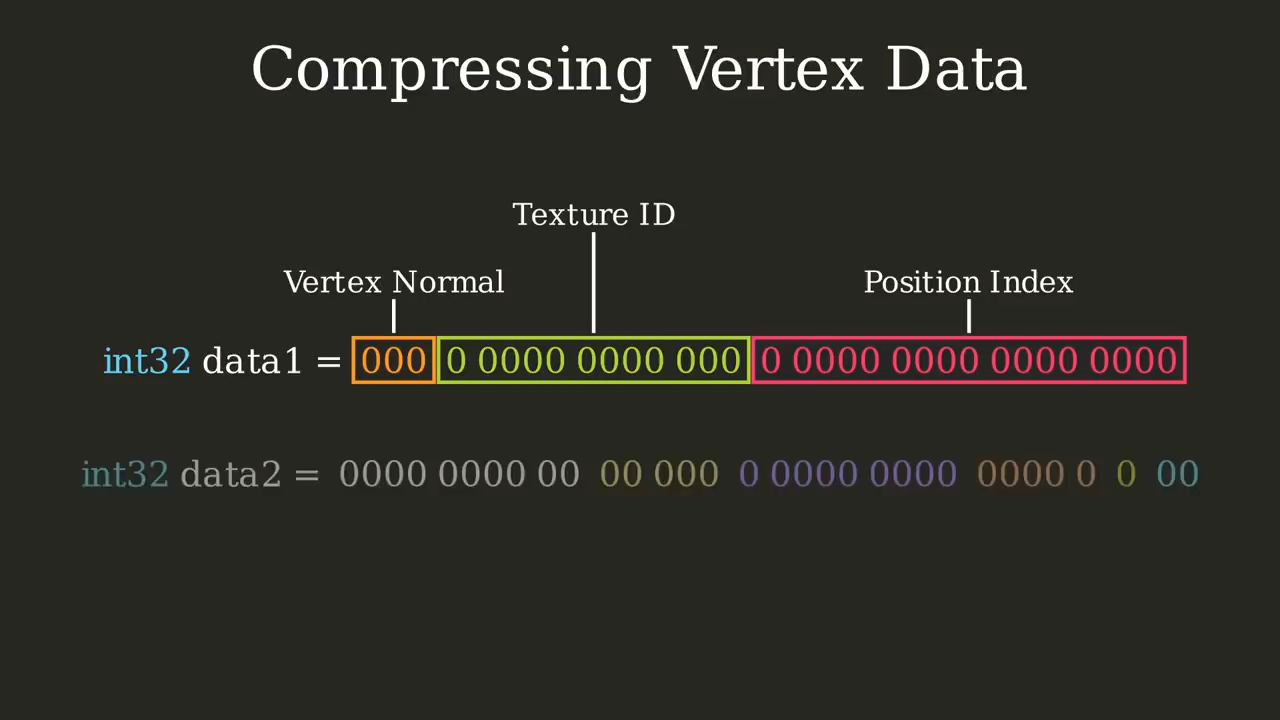 Compressing Vertex Data
Texture ID
Vertex Normal Position Index
int32 data1 = 000 0 0000 0000 000 0 0000 0000 0000 0000
int32 data2 = 0000 0000 00 00 000 0 0000 0000 0000 0 0 00